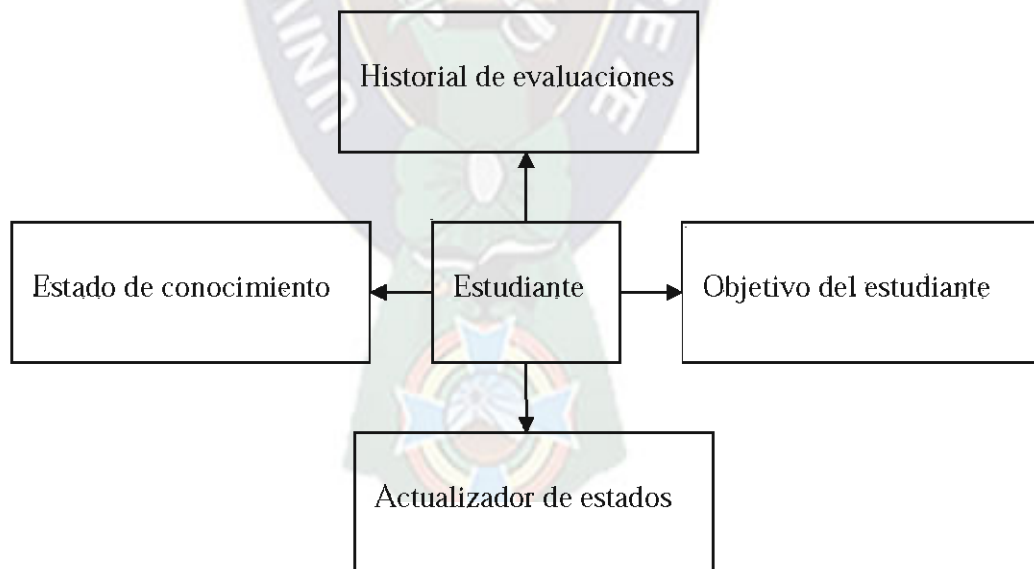 Historial de evaluaciones
Estado de conocimiento
Estudiante
Objetivo del estudiante
Actualizador de estados